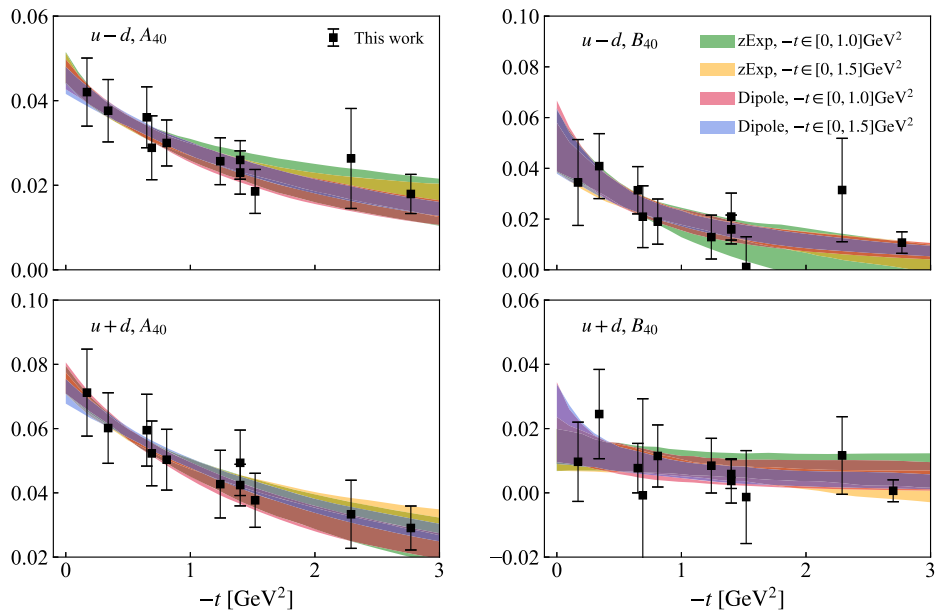 u−d, A₄₀
This work
0.06
0.04
0.02
0.00
u−d, B₄₀
zExp, −t∈[0, 1.0]GeV²
zExp, −t∈[0, 1.5]GeV²
Dipole, −t∈[0, 1.0]GeV²
Dipole, −t∈[0, 1.5]GeV²
0.10
0.08
0.06
0.04
0.02
0.00
u+d, A₄₀
0.10
0.08
0.06
0.04
0.02
0
1
2
3
−t [GeV²]
u+d, B₄₀
0.06
0.04
0.02
0.00
−0.02
0
1
2
3
−t [GeV²]